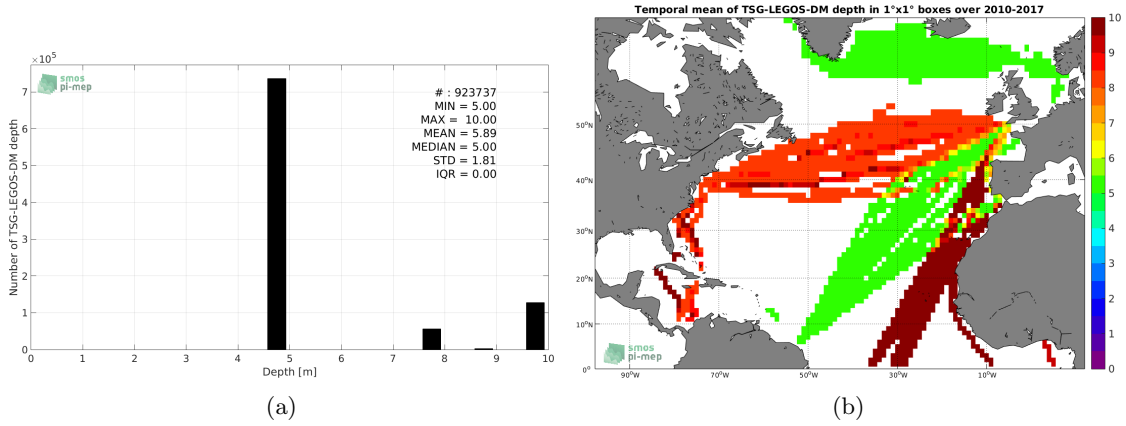 Temporal mean of TSG-LEGOS-DM depth in 1°x1° boxes over 2010-2017
×10⁵
smos
pi-mep
# : 923737
MIN = 5.00
MAX = 10.00
MEAN = 5.89
MEDIAN = 5.00
STD = 1.81
IQR = 0.00
Number of TSG-LEGOS-DM depth
7
6
5
4
3
2
1
0
0 1 2 3 4 5 6 7 8 9 10
Depth [m]
(a)
50°N
40°N
30°N
20°N
10°N
0°
90°W 70°W 50°W 30°W 10°W
smos
pi-mep
10
9
8
7
6
5
4
3
2
1
0
(b)